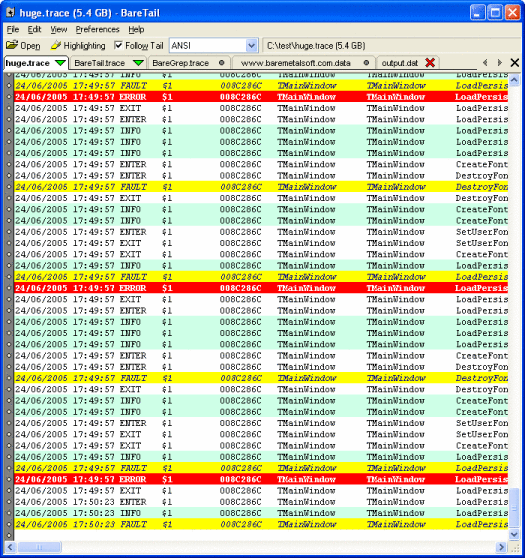 huge.trace (5.4 GB) - BareTail
File Edit View Preferences Help
Open Highlighting Follow Tail ANSI C:\test\huge.trace (5.4 GB)
huge.trace BareTail.trace BareGrep.trace www.baremetalsoft.com.data output.dat
24/06/2005 17:49:57 INFO $1 008C286C TMainWindow TMainWindow LoadPersis
24/06/2005 17:49:57 FAULT $1 008C286C TMainWindow TMainWindow LoadPersis
24/06/2005 17:49:57 ERROR $1 008C286C TMainWindow TMainWindow LoadPersis
24/06/2005 17:49:57 EXIT $1 008C286C TMainWindow TMainWindow LoadPersis
24/06/2005 17:49:57 ENTER $1 008C286C TMainWindow TMainWindow LoadPersis
24/06/2005 17:49:57 INFO $1 008C286C TMainWindow TMainWindow LoadPersis
24/06/2005 17:49:57 INFO $1 008C286C TMainWindow TMainWindow LoadPersis
24/06/2005 17:49:57 INFO $1 008C286C TMainWindow TMainWindow LoadPersis
24/06/2005 17:49:57 ENTER $1 008C286C TMainWindow TMainWindow CreateFont
24/06/2005 17:49:57 ENTER $1 008C286C TMainWindow TMainWindow DestroyFon
24/06/2005 17:49:57 FAULT $1 008C286C TMainWindow TMainWindow DestroyFon
24/06/2005 17:49:57 EXIT $1 008C286C TMainWindow TMainWindow DestroyFon
24/06/2005 17:49:57 INFO $1 008C286C TMainWindow TMainWindow CreateFont
24/06/2005 17:49:57 INFO $1 008C286C TMainWindow TMainWindow CreateFont
24/06/2005 17:49:57 ENTER $1 008C286C TMainWindow TMainWindow SetUserFon
24/06/2005 17:49:57 EXIT $1 008C286C TMainWindow TMainWindow SetUserFon
24/06/2005 17:49:57 EXIT $1 008C286C TMainWindow TMainWindow CreateFont
24/06/2005 17:49:57 INFO $1 008C286C TMainWindow TMainWindow LoadPersis
24/06/2005 17:49:57 FAULT $1 008C286C TMainWindow TMainWindow LoadPersis
24/06/2005 17:49:57 ERROR $1 008C286C TMainWindow TMainWindow LoadPersis
24/06/2005 17:49:57 EXIT $1 008C286C TMainWindow TMainWindow LoadPersis
24/06/2005 17:49:57 ENTER $1 008C286C TMainWindow TMainWindow LoadPersis
24/06/2005 17:49:57 INFO $1 008C286C TMainWindow TMainWindow LoadPersis
24/06/2005 17:49:57 INFO $1 008C286C TMainWindow TMainWindow LoadPersis
24/06/2005 17:49:57 INFO $1 008C286C TMainWindow TMainWindow LoadPersis
24/06/2005 17:49:57 ENTER $1 008C286C TMainWindow TMainWindow CreateFont
24/06/2005 17:49:57 ENTER $1 008C286C TMainWindow TMainWindow DestroyFon
24/06/2005 17:49:57 FAULT $1 008C286C TMainWindow TMainWindow DestroyFon
24/06/2005 17:49:57 EXIT $1 008C286C TMainWindow TMainWindow DestroyFon
24/06/2005 17:49:57 INFO $1 008C286C TMainWindow TMainWindow CreateFont
24/06/2005 17:49:57 INFO $1 008C286C TMainWindow TMainWindow CreateFont
24/06/2005 17:49:57 ENTER $1 008C286C TMainWindow TMainWindow SetUserFon
24/06/2005 17:49:57 EXIT $1 008C286C TMainWindow TMainWindow SetUserFon
24/06/2005 17:49:57 EXIT $1 008C286C TMainWindow TMainWindow CreateFont
24/06/2005 17:49:57 INFO $1 008C286C TMainWindow TMainWindow LoadPersis
24/06/2005 17:49:57 FAULT $1 008C286C TMainWindow TMainWindow LoadPersis
24/06/2005 17:49:57 ERROR $1 008C286C TMainWindow TMainWindow LoadPersis
24/06/2005 17:49:57 EXIT $1 008C286C TMainWindow TMainWindow LoadPersis
24/06/2005 17:50:23 ENTER $1 008C286C TMainWindow TMainWindow LoadPersis
24/06/2005 17:50:23 INFO $1 008C286C TMainWindow TMainWindow LoadPersis
24/06/2005 17:50:23 FAULT $1 008C286C TMainWindow TMainWindow LoadPersis